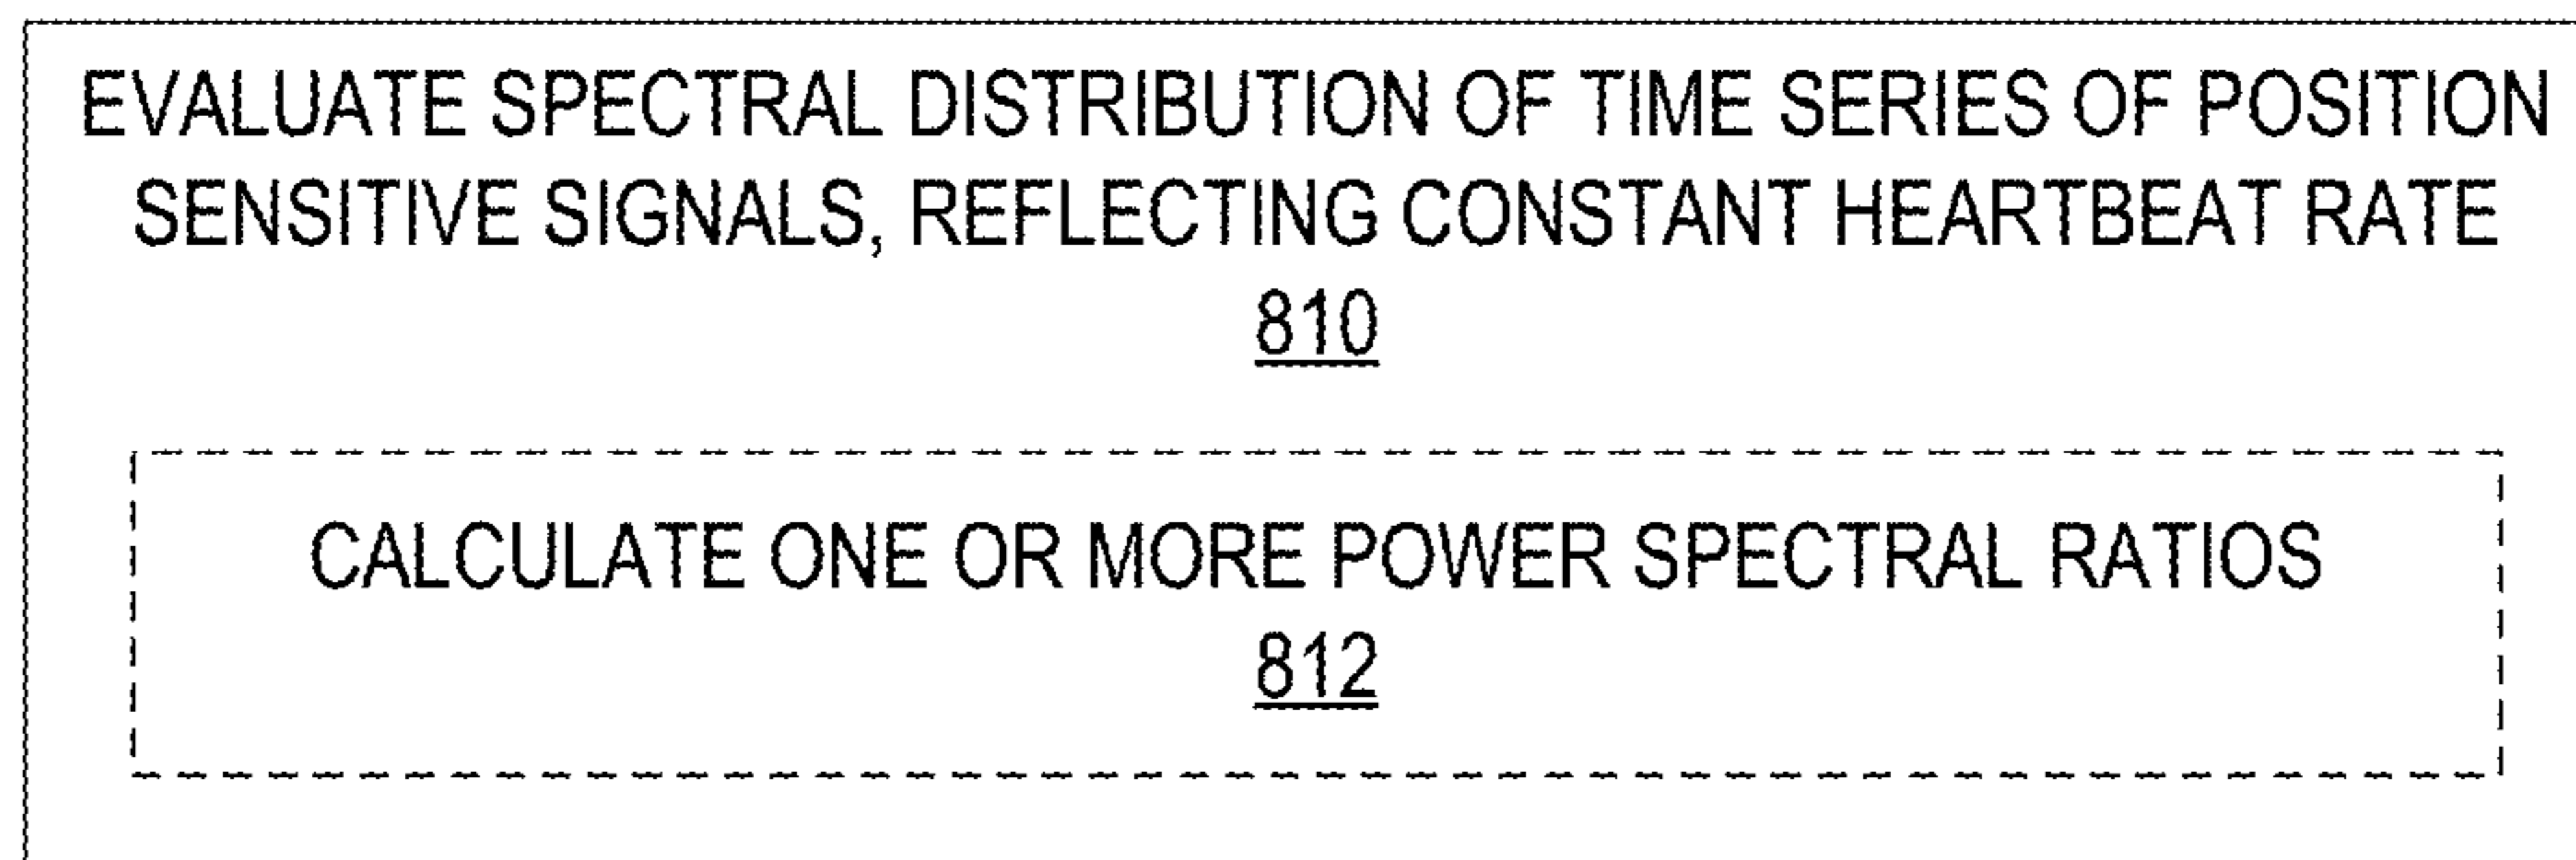 EVALUATE SPECTRAL DISTRIBUTION OF TIME SERIES OF POSITION
SENSITIVE SIGNALS, REFLECTING CONSTANT HEARTBEAT RATE
810
CALCULATE ONE OR MORE POWER SPECTRAL RATIOS
812